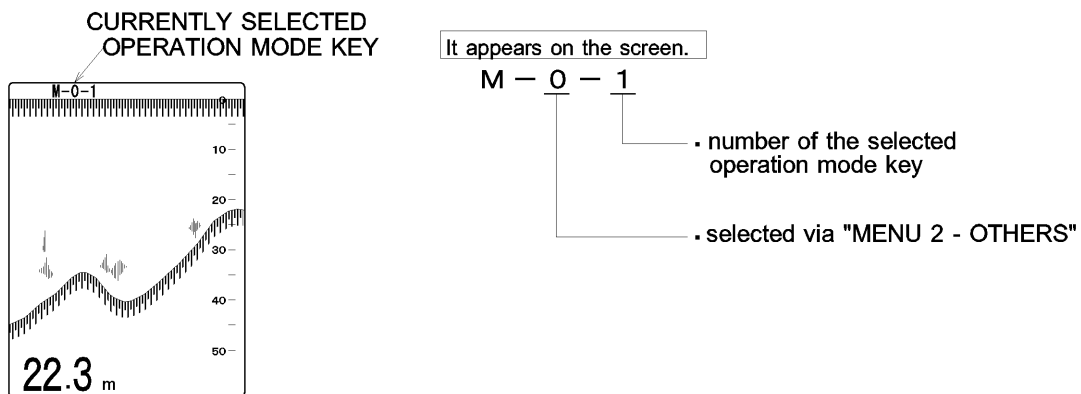 CURRENTLY SELECTED
OPERATION MODE KEY
M-0-1
0
10
20
30
40
50
22.3 m
It appears on the screen.
M - 0 - 1
▪ number of the selected
operation mode key
▪ selected via "MENU 2 - OTHERS"